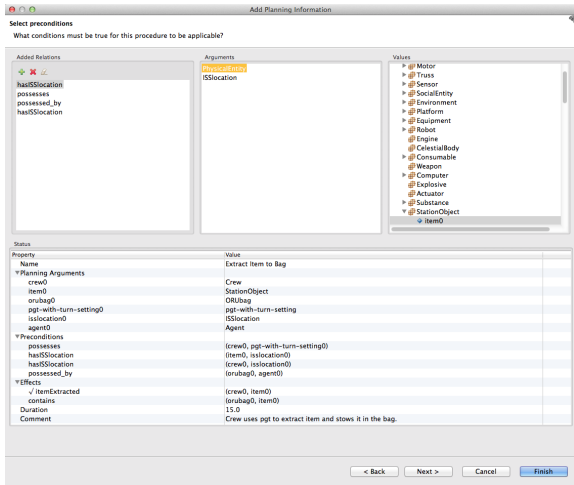 Add Planning Information
Select preconditions
What conditions must be true for this procedure to be applicable?
Added Relations
hasISSlocation
possesses
possessed_by
hasISSlocation
Arguments
PhysicalEntity
ISSlocation
Values
Motor
Truss
Sensor
SocialEntity
Environment
Platform
Equipment
Robot
Engine
CelestialBody
Consumable
Weapon
Computer
Explosive
Actuator
Substance
StationObject
item0
Status
Property Value
Name Extract Item to Bag
Planning Arguments
crew0 Crew
item0 StationObject
orubag0 ORUbag
pgt-with-turn-setting0 pgt-with-turn-setting
isslocation0 ISSlocation
agent0 Agent
Preconditions
possesses (crew0, pgt-with-turn-setting0)
hasISSlocation (item0, isslocation0)
hasISSlocation (crew0, isslocation0)
possessed_by (orubag0, agent0)
Effects
√ itemExtracted (crew0, item0)
contains (orubag0, item0)
Duration 15.0
Comment Crew uses pgt to extract item and stows it in the bag.
< Back Next > Cancel Finish